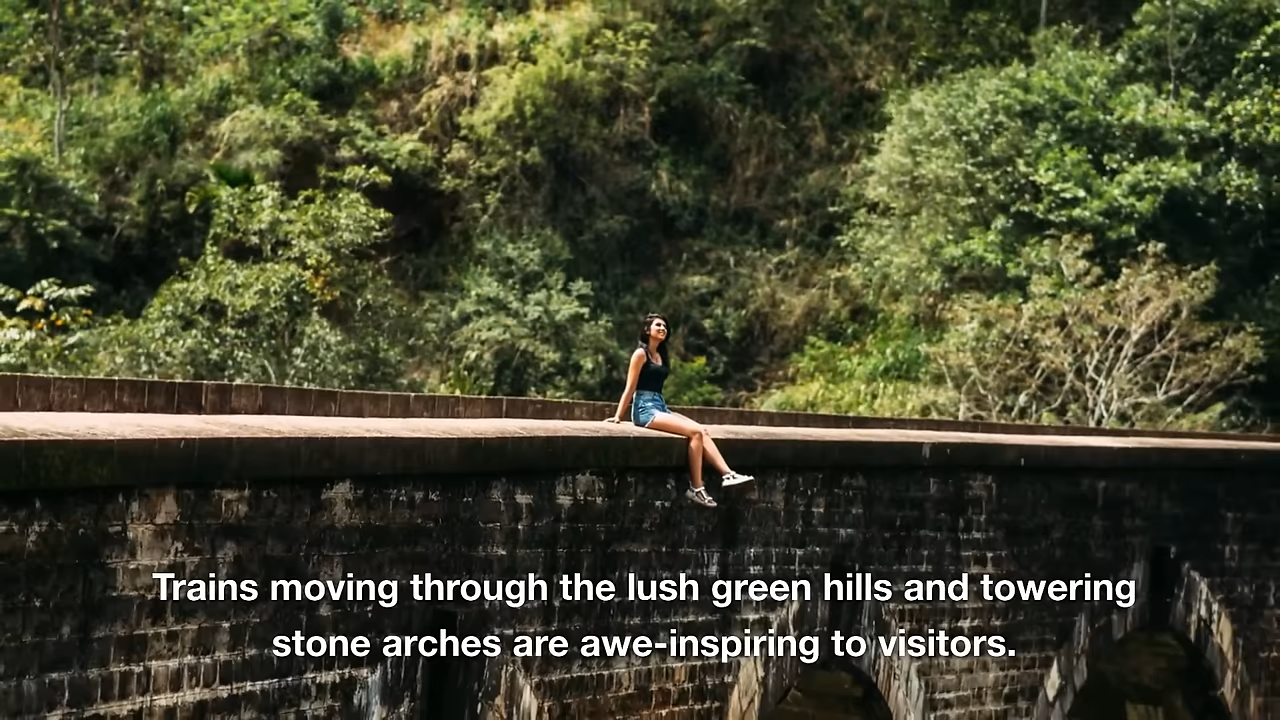 Trains moving through the lush green hills and towering
stone arches are awe-inspiring to visitors.